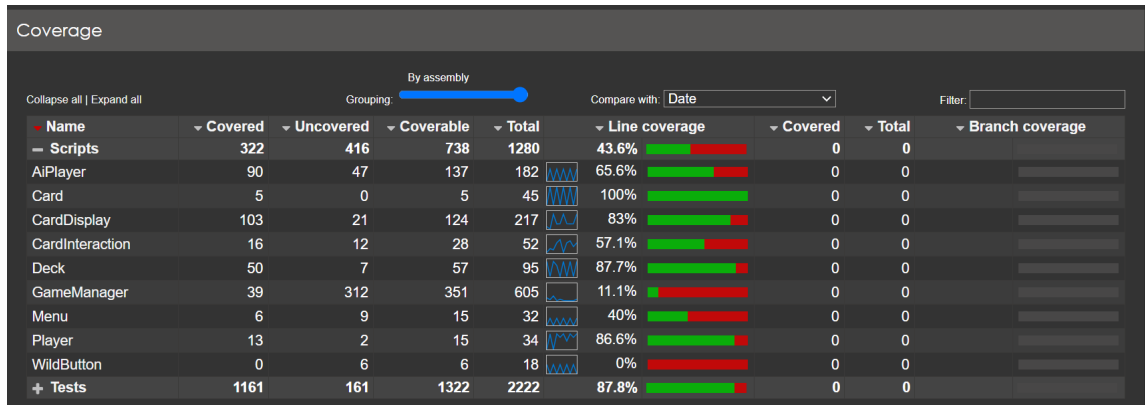 Coverage
By assembly
Collapse all | Expand all Grouping: Compare with: Date Filter:
Name Covered Uncovered Coverable Total Line coverage Covered Total Branch coverage
Scripts 322 416 738 1280 43.6% 0 0
AiPlayer 90 47 137 182 65.6% 0 0
Card 5 0 5 45 100% 0 0
CardDisplay 103 21 124 217 83% 0 0
CardInteraction 16 12 28 52 57.1% 0 0
Deck 50 7 57 95 87.7% 0 0
GameManager 39 312 351 605 11.1% 0 0
Menu 6 9 15 32 40% 0 0
Player 13 2 15 34 86.6% 0 0
WildButton 0 6 6 18 0% 0 0
Tests 1161 161 1322 2222 87.8% 0 0